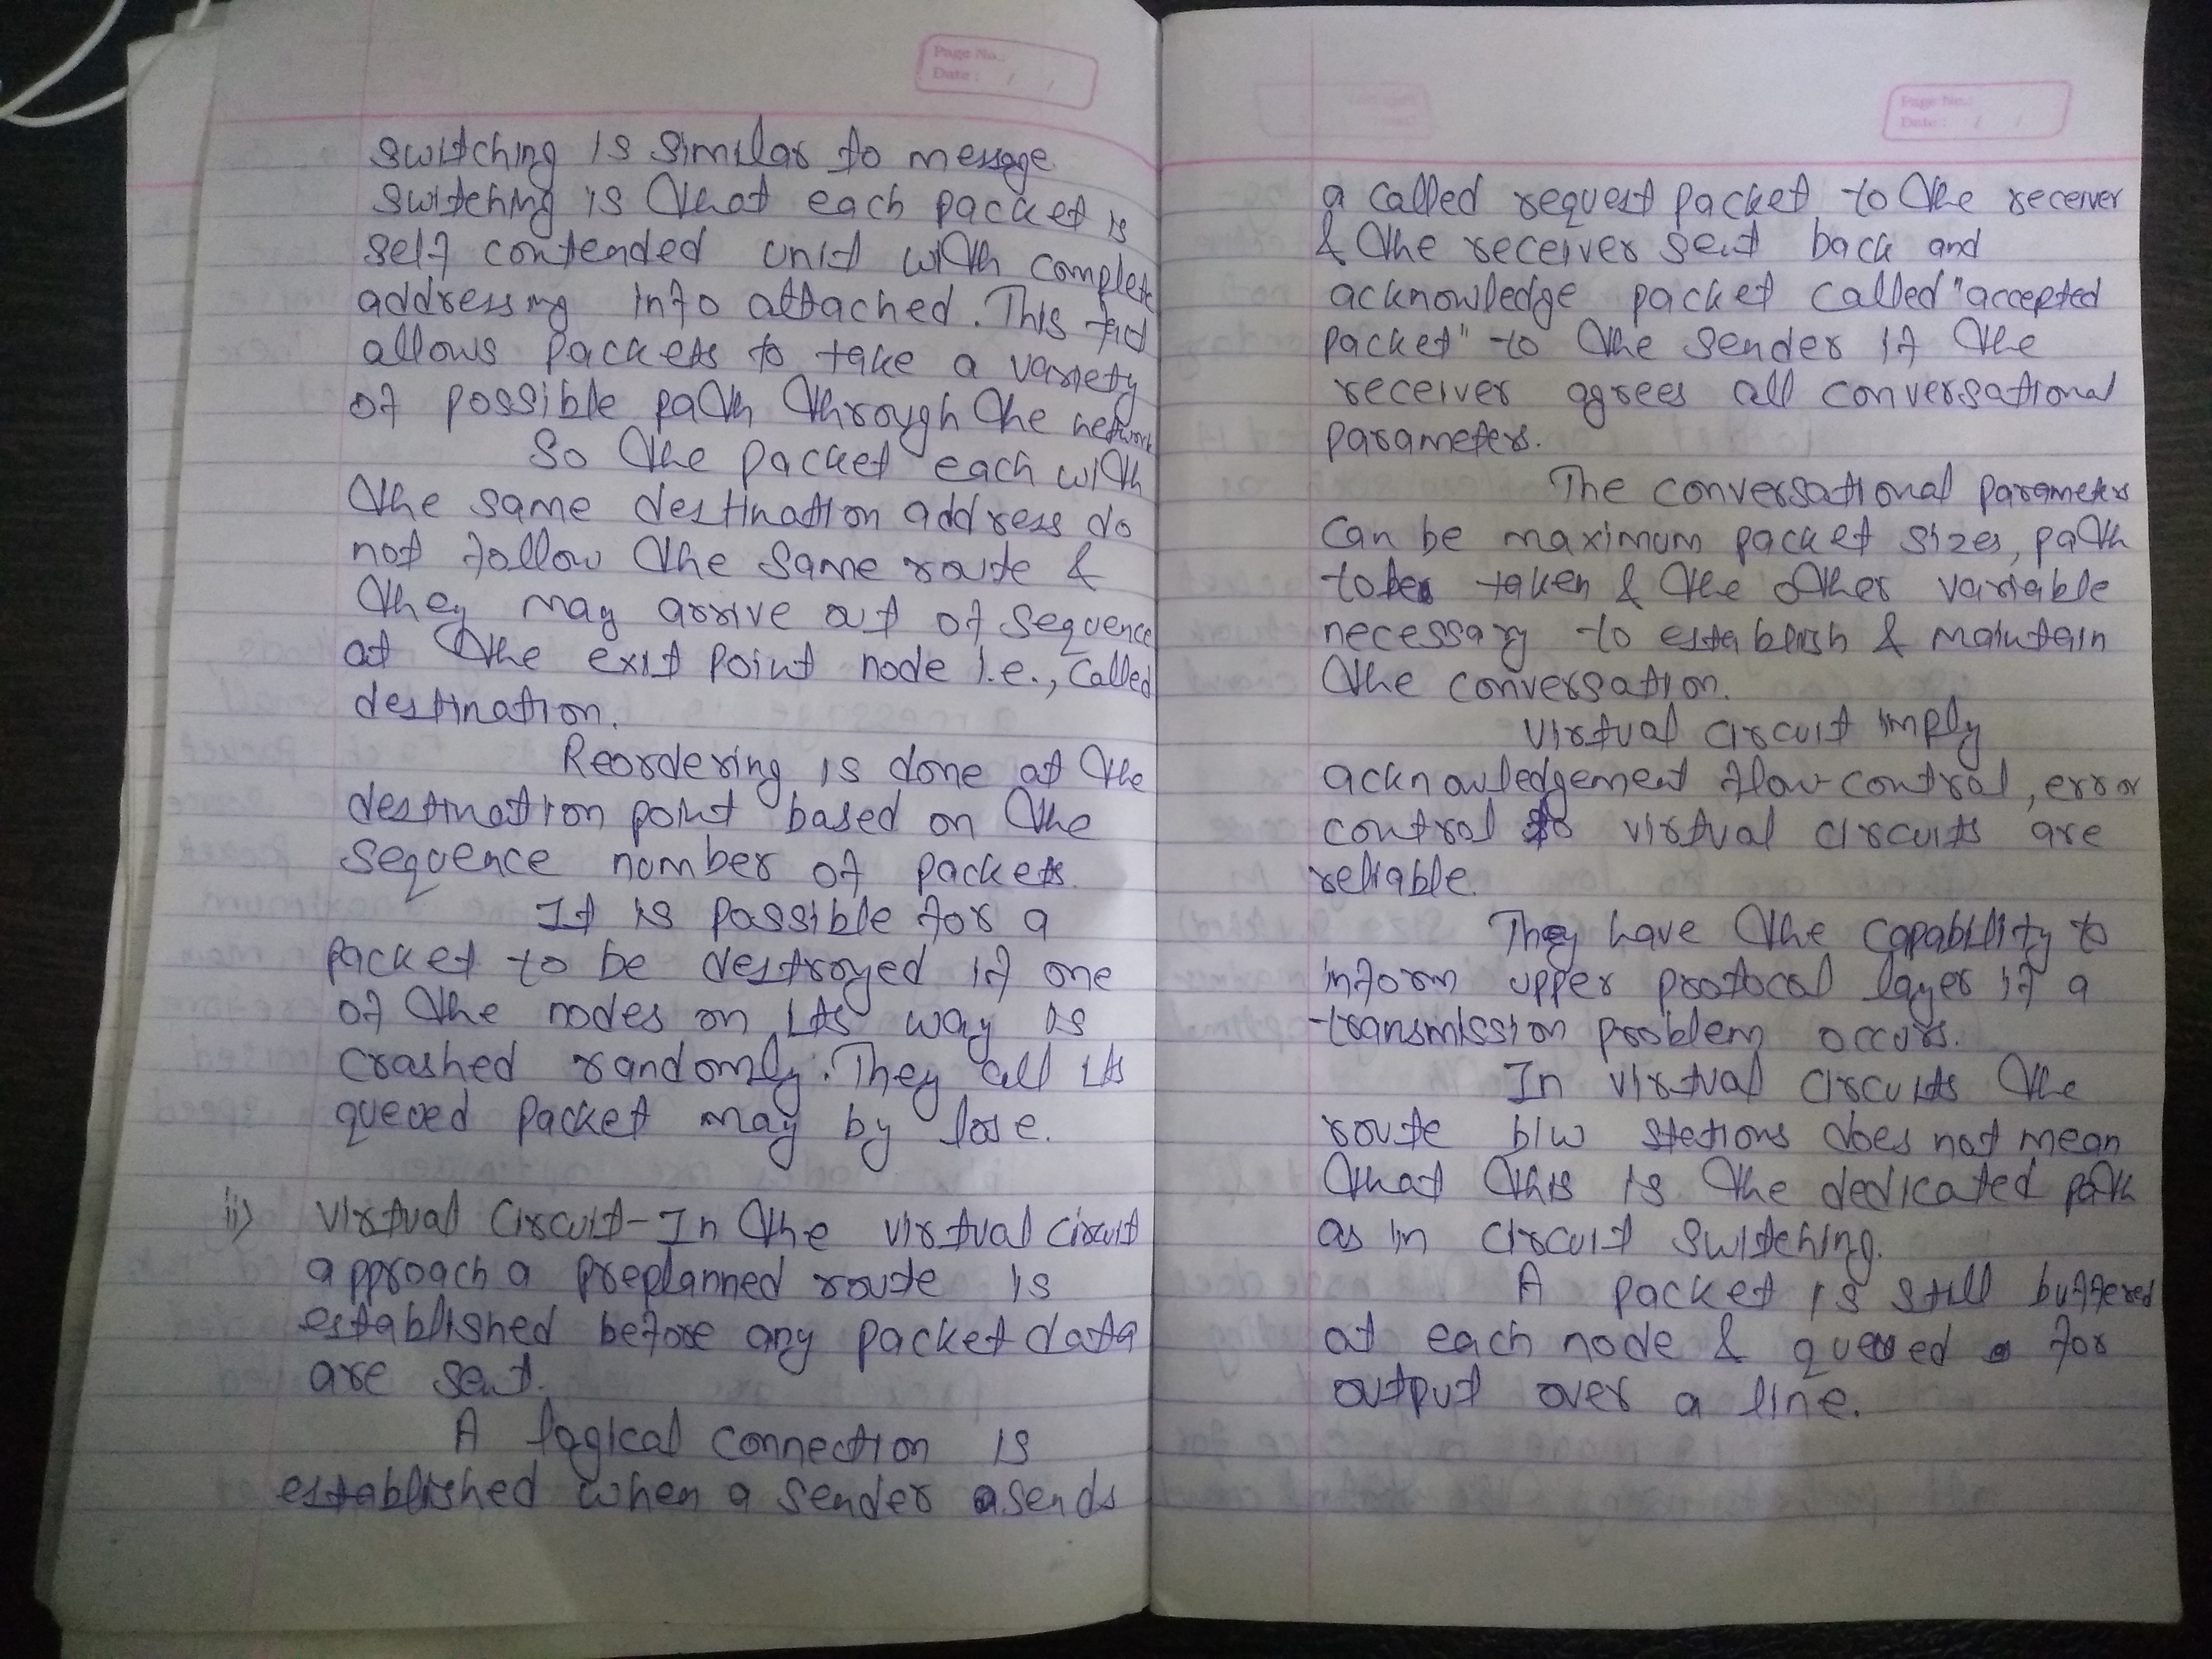 Page No.:
Date: / /
switching is similar to message
switching is that each packet is
self contended unit with complet
addressing info attached. This fict
allows packets to take a variety
of possible path through the network
So the packet each with
the same destination address do
not follow the same route &
they may arrive out of sequence
at the exit point node i.e., called
destination.
Reordering is done at the
destination point based on the
sequence number of packets.
It is possible for a
packet to be destroyed if one
of the nodes on its way is
crashed randomly. They all its
quered packet may by lose.
ii) virtual circuit - In the virtual circuit
approach a preplanned route is
established before any packet data
are sent.
A logical connection is
established when a sender asends
Page No.:
Date: / /
a called request packet to the receiver
& the receiver sent back and
acknowledge packet called "accepted
packet" to the sender if the
receiver agrees all conversational
parameters.
The conversational parameters
can be maximum packet sizes, path
to be taken & the other variable
necessary to establish & maintain
the conversation.
virtual circuit imply
acknowledgement flow control, error
control so virtual circuits are
reliable.
They have the capability to
inform upper protocol layer if a
transmission problem occurs.
In virtual circuits the
route b/w stations does not mean
that this is the dedicated path
as in circuit switching.
A packet is still buffered
at each node & queued for
output over a line.